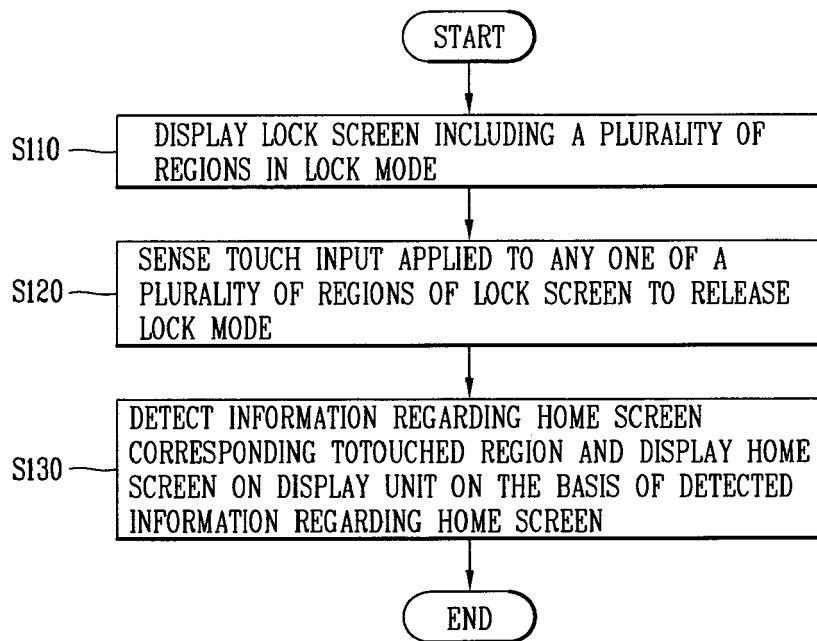 START
S110
DISPLAY LOCK SCREEN INCLUDING A PLURALITY OF
REGIONS IN LOCK MODE
S120
SENSE TOUCH INPUT APPLIED TO ANY ONE OF A
PLURALITY OF REGIONS OF LOCK SCREEN TO RELEASE
LOCK MODE
S130
DETECT INFORMATION REGARDING HOME SCREEN
CORRESPONDING TOTOUCHED REGION AND DISPLAY HOME
SCREEN ON DISPLAY UNIT ON THE BASIS OF DETECTED
INFORMATION REGARDING HOME SCREEN
END